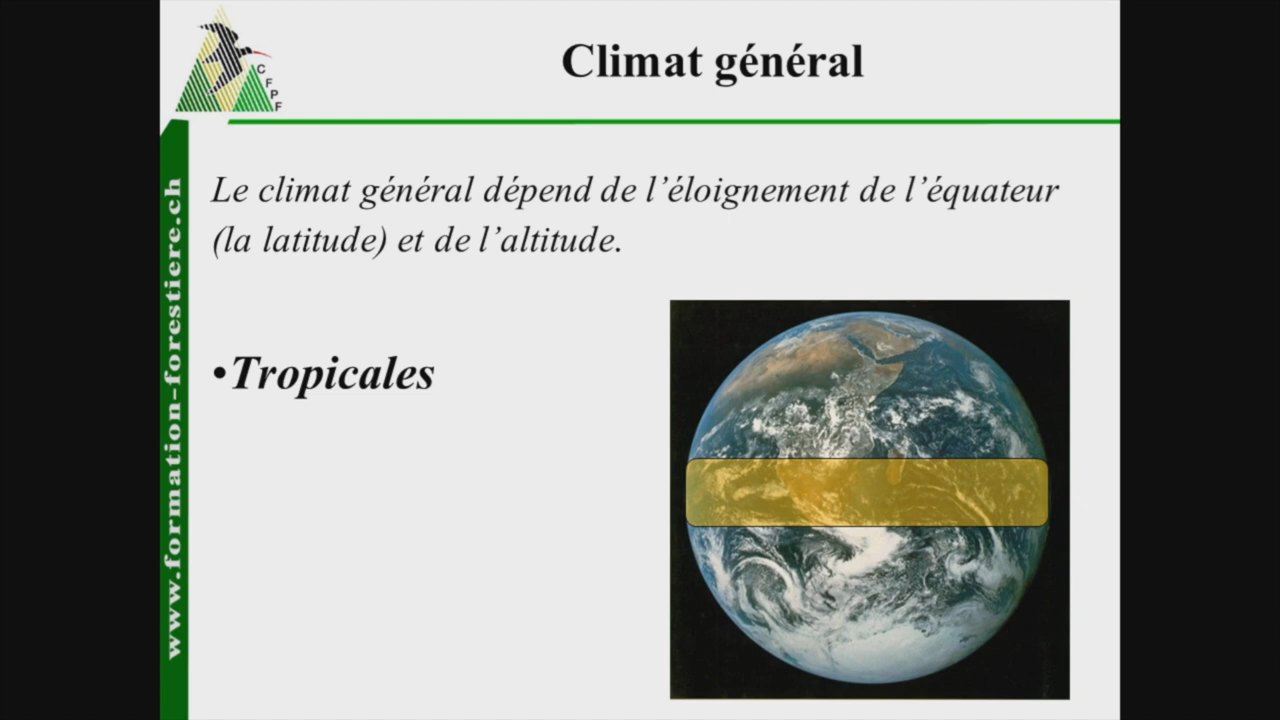 Climat général
C
F
P
F
www.formation-forestiere.ch
Le climat général dépend de l’éloignement de l’équateur
(la latitude) et de l’altitude.
•Tropicales